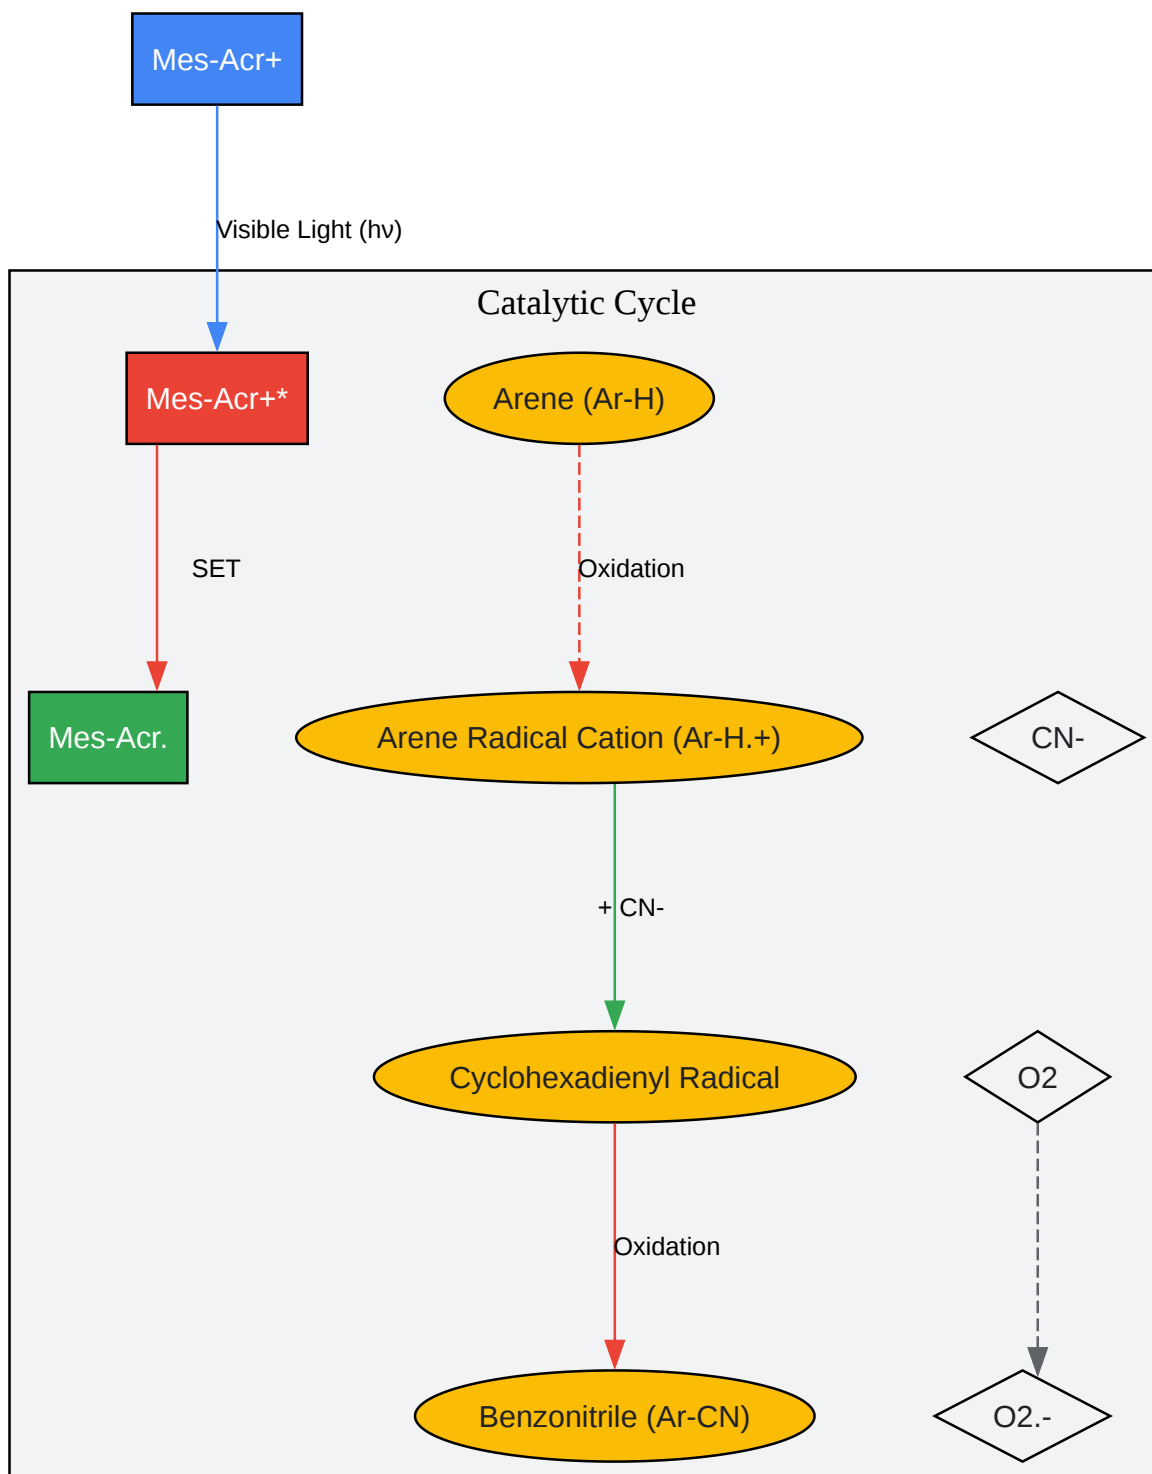 Mes-Acr+
Visible Light (hν)
Catalytic Cycle
Mes-Acr+*
Arene (Ar-H)
SET
Oxidation
Mes-Acr.
Arene Radical Cation (Ar-H.+)
CN-
+ CN-
Cyclohexadienyl Radical
O2
Oxidation
Benzonitrile (Ar-CN)
O2.-